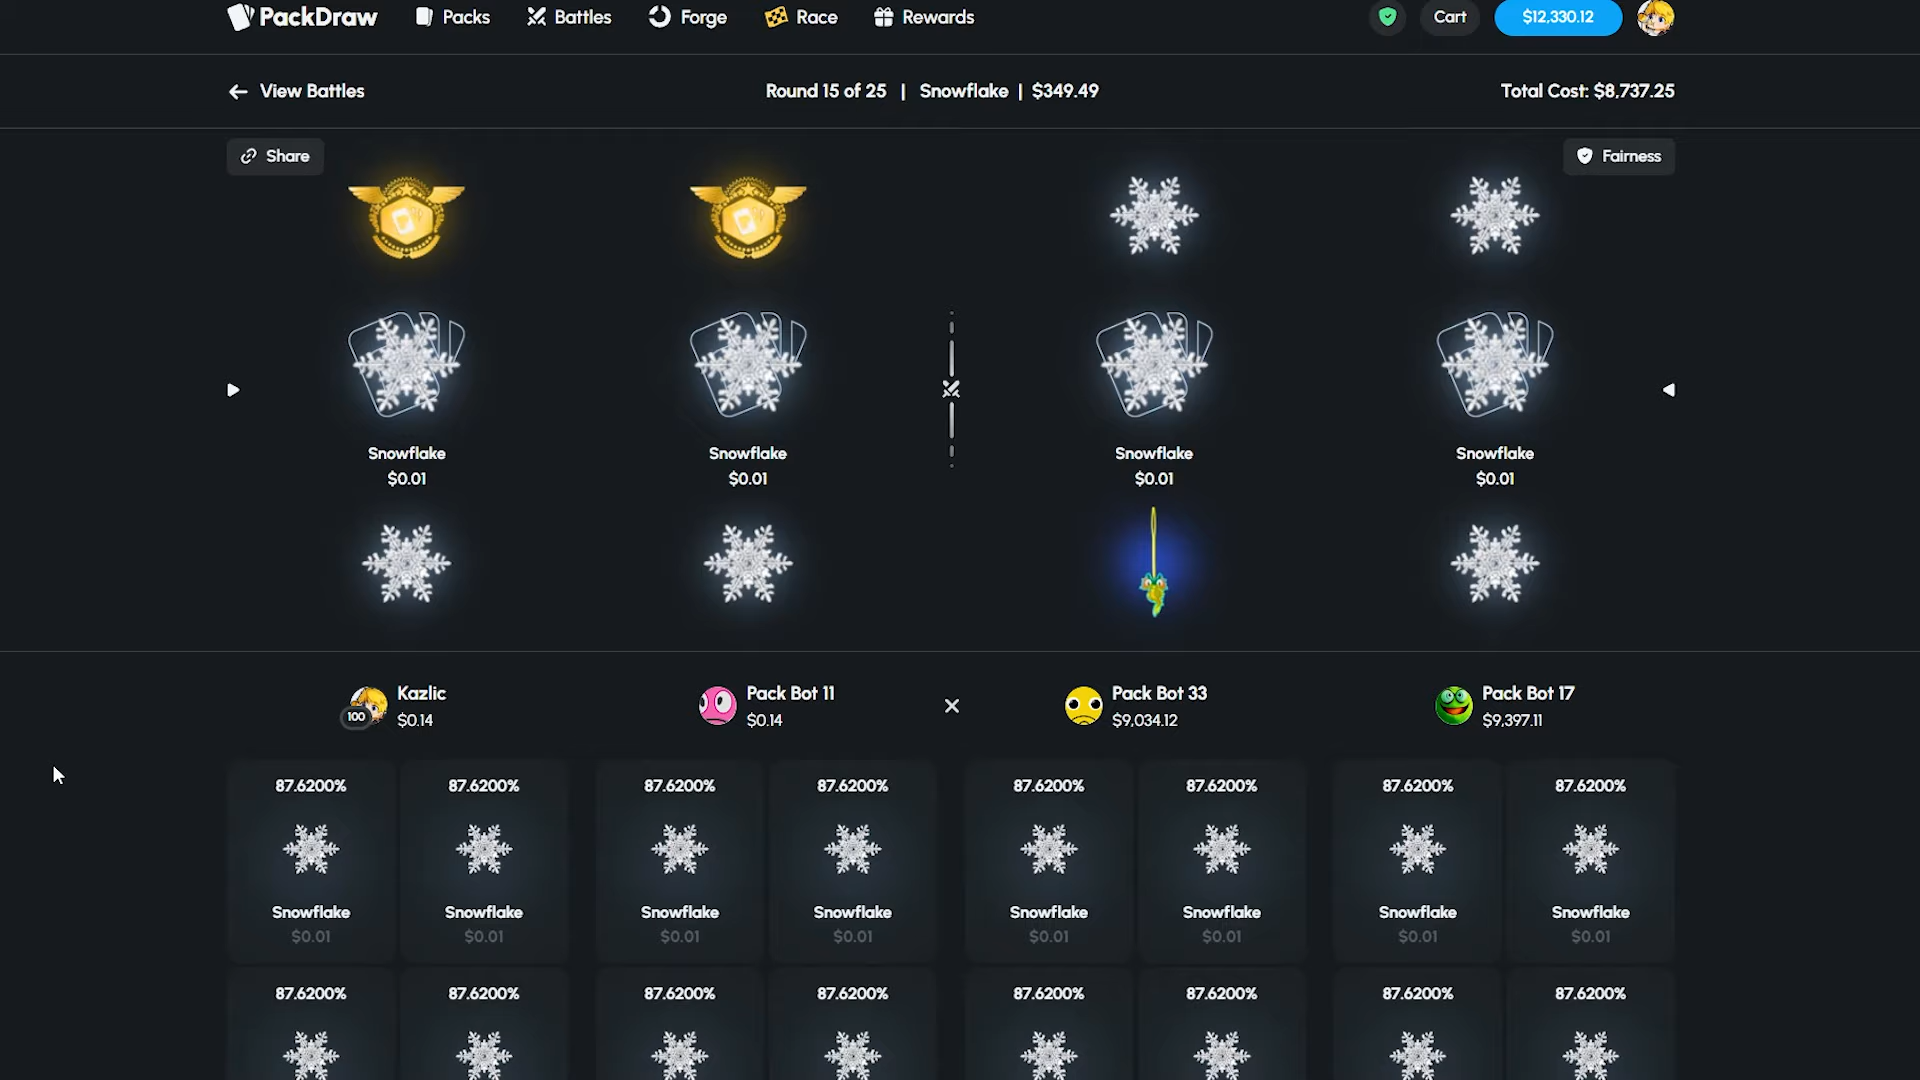 PackDraw Packs Battles Forge Race Rewards Cart $12,330.12
View Battles Round 15 of 25 | Snowflake | $349.49 Total Cost: $8,737.25
Share Fairness
Snowflake Snowflake Snowflake Snowflake
$0.01 $0.01 $0.01 $0.01
Kazlic Pack Bot 11 Pack Bot 33 Pack Bot 17
100 $0.14 $0.14 $9,034.12 $9,397.11
87.6200% 87.6200% 87.6200% 87.6200% 87.6200% 87.6200% 87.6200% 87.6200%
Snowflake Snowflake Snowflake Snowflake Snowflake Snowflake Snowflake Snowflake
$0.01 $0.01 $0.01 $0.01 $0.01 $0.01 $0.01 $0.01
87.6200% 87.6200% 87.6200% 87.6200% 87.6200% 87.6200% 87.6200% 87.6200%